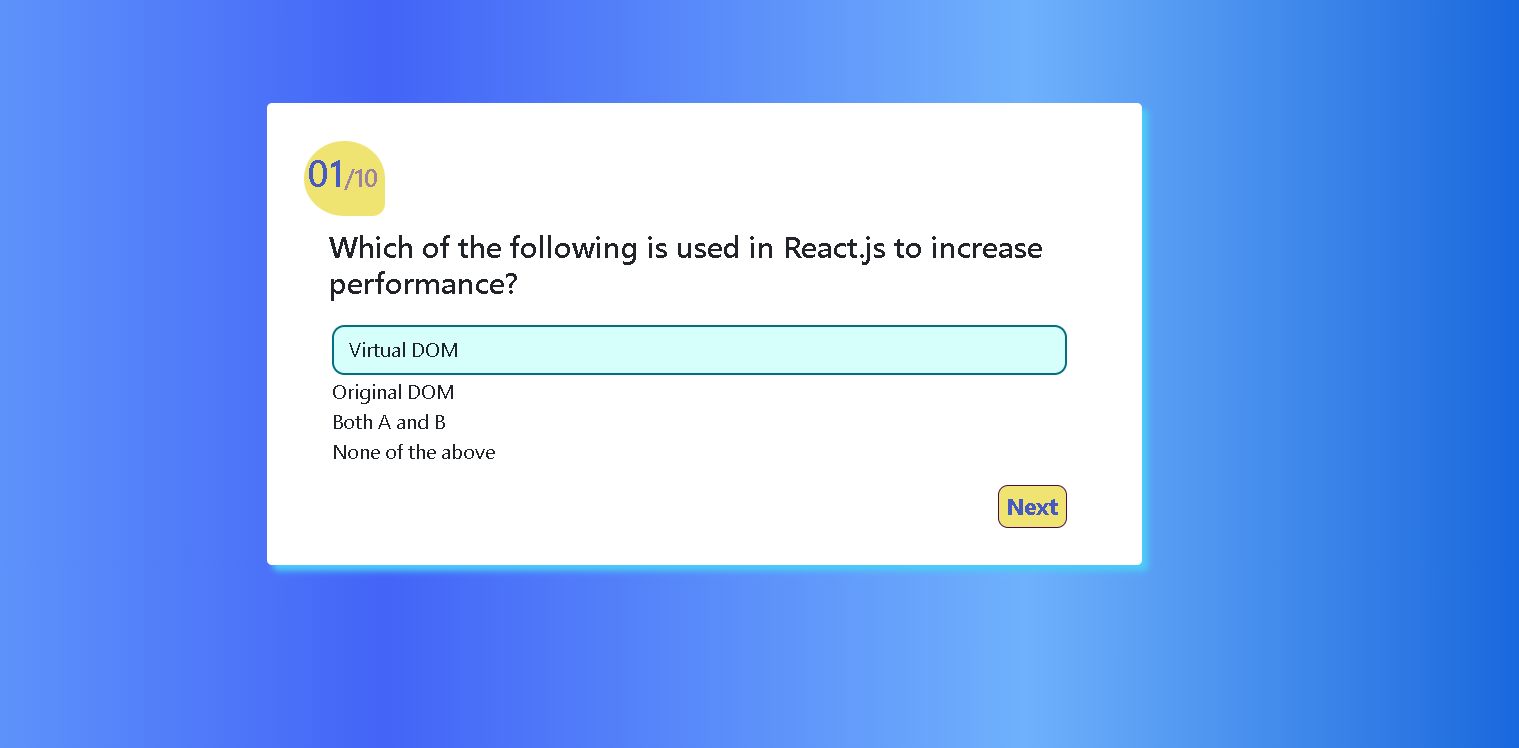 01/10
Which of the following is used in React.js to increase
performance?
Virtual DOM
Original DOM
Both A and B
None of the above
Next